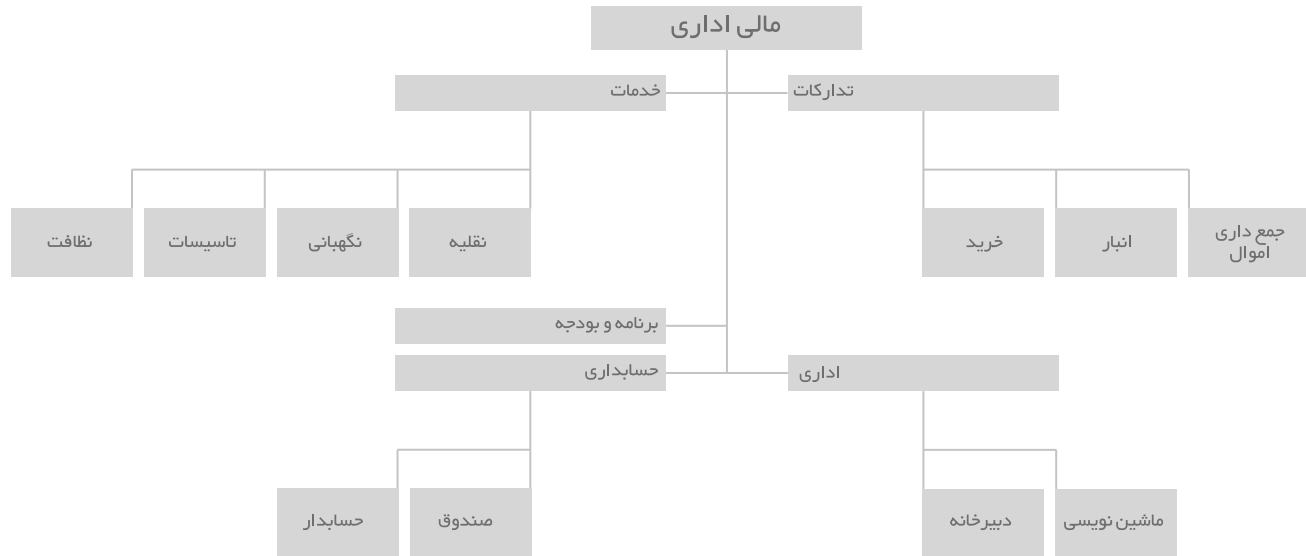 مالی اداری
تدارکات
خدمات
جمع داری
اموال
انبار
خرید
نقلیه
نگهبانی
تاسیسات
نظافت
برنامه و بودجه
اداری
حسابداری
ماشین نویسی
دبیرخانه
صندوق
حسابدار